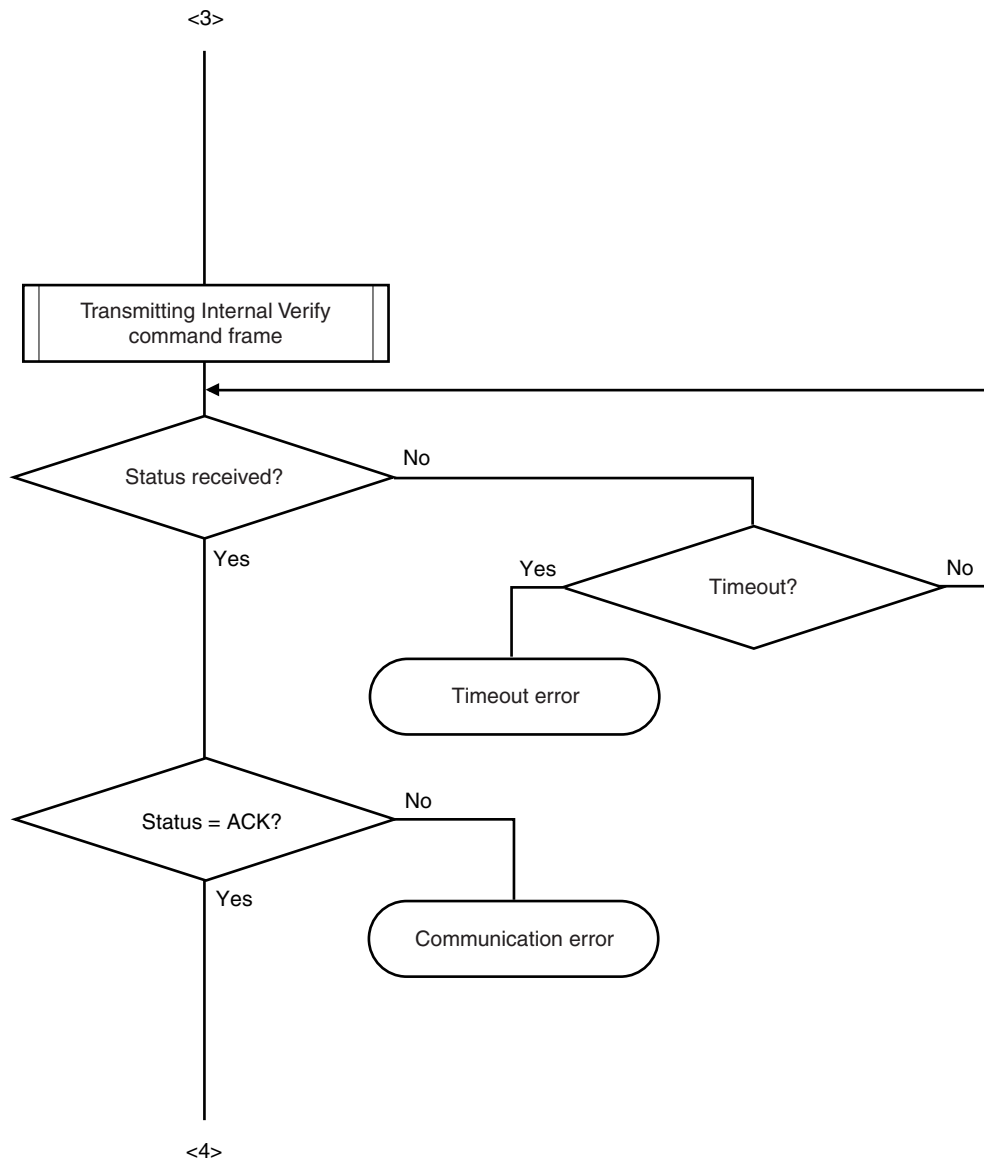 <3>
Transmitting Internal Verify
command frame
Status received?
No
Yes
Yes
Timeout?
No
Timeout error
Status = ACK?
No
Yes
Communication error
<4>